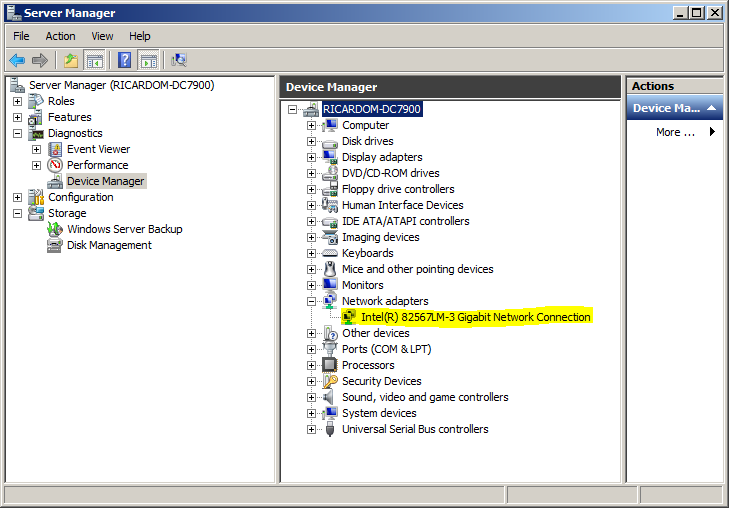 Server Manager
File Action View Help
Server Manager (RICARDOM-DC7900)
Roles
Features
Diagnostics
Event Viewer
Performance
Device Manager
Configuration
Storage
Windows Server Backup
Disk Management
Device Manager
RICARDOM-DC7900
Computer
Disk drives
Display adapters
DVD/CD-ROM drives
Floppy drive controllers
Human Interface Devices
IDE ATA/ATAPI controllers
Imaging devices
Keyboards
Mice and other pointing devices
Monitors
Network adapters
Intel(R) 82567LM-3 Gigabit Network Connection
Other devices
Ports (COM & LPT)
Processors
Security Devices
Sound, video and game controllers
System devices
Universal Serial Bus controllers
Actions
Device Ma...
More ...